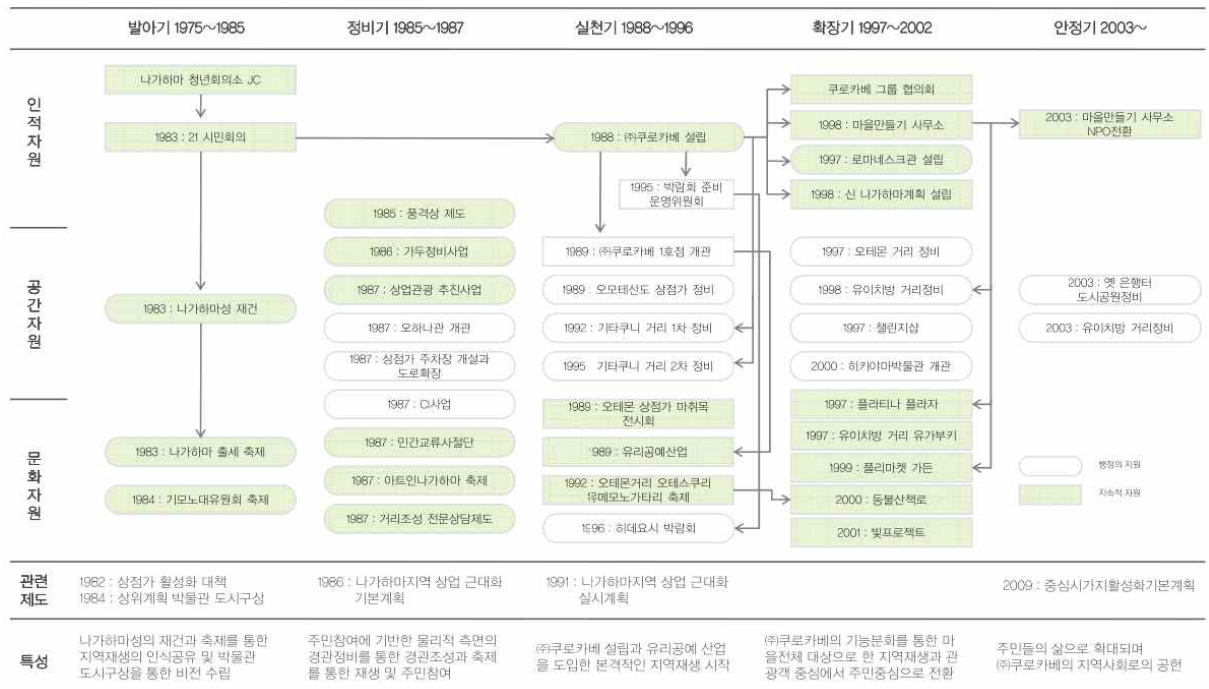 발아기 1975~1985
정비기 1985~1987
실천기 1988~1996
확장기 1997~2002
안정기 2003~
인적자원
나가하마 청년회의소 JC
1983 : 21 시민회의
1988 : ㈜쿠로카베 설립
1995 : 박람회 준비
운영위원회
쿠로카베 그룹 협의회
1998 : 마을만들기 사무소
1997 : 로마네스크관 설립
1998 : 신 나가하마계획 설립
2003 : 마을만들기 사무소
NPO전환
공간자원
1983 : 나가하마성 재건
1985 : 풍격상 제도
1986 : 가두정비사업
1987 : 상업관광 추진사업
1987 : 오하나관 개관
1987 : 상점가 주차장 개설과
도로확장
1987 : CI사업
1989 : ㈜쿠로카베 1호점 개관
1989 : 오모테산도 상점가 정비
1992 : 기타쿠니 거리 1차 정비
1995 기타쿠니 거리 2차 정비
1997 : 오테몬 거리 정비
1998 : 유이치방 거리정비
1997 : 챌린지샵
2000 : 히키야마박물관 개관
2003 : 옛 은행터
도시공원정비
2003 : 유이치방 거리정비
문화자원
1983 : 나가하마 출세 축제
1984 : 기모노대유원회 축제
1987 : 민간교류사절단
1987 : 아트인나가하마 축제
1987 : 거리조성 전문상담제도
1989 : 오테몬 상점가 마취목
전시회
989 : 유리공예산업
1992 : 오테몬거리 오테스쿠리
유메모노가타리 축제
1996 : 히데요시 박람회
1997 : 플라티나 플라자
1997 : 유이치방 거리 유가부키
1999 : 플리마켓 가든
2000 : 등불산책로
2001 : 빛프로젝트
행정의 지원
지속적 자원
관련
제도
1982 : 상점가 활성화 대책
1984 : 상위계획 박물관 도시구상
1986 : 나가하마지역 상업 근대화
기본계획
1991 : 나가하마지역 상업 근대화
실시계획
2009 : 중심시가지활성화기본계획
특성
나가하마성의 재건과 축제를 통한
지역재생의 인식공유 및 박물관
도시구상을 통한 비전 수립
주민참여에 기반한 물리적 측면의
경관정비를 통한 경관조성과 축제
를 통한 재생 및 주민참여
㈜쿠로카베 설립과 유리공예 산업
을 도입한 본격적인 지역재생 시작
㈜쿠로카베의 기능분화를 통한 마
을전체 대상으로 한 지역재생과 관
광객 중심에서 주민중심으로 전환
주민들의 삶으로 확대되며
㈜쿠로카베의 지역사회로의 공헌